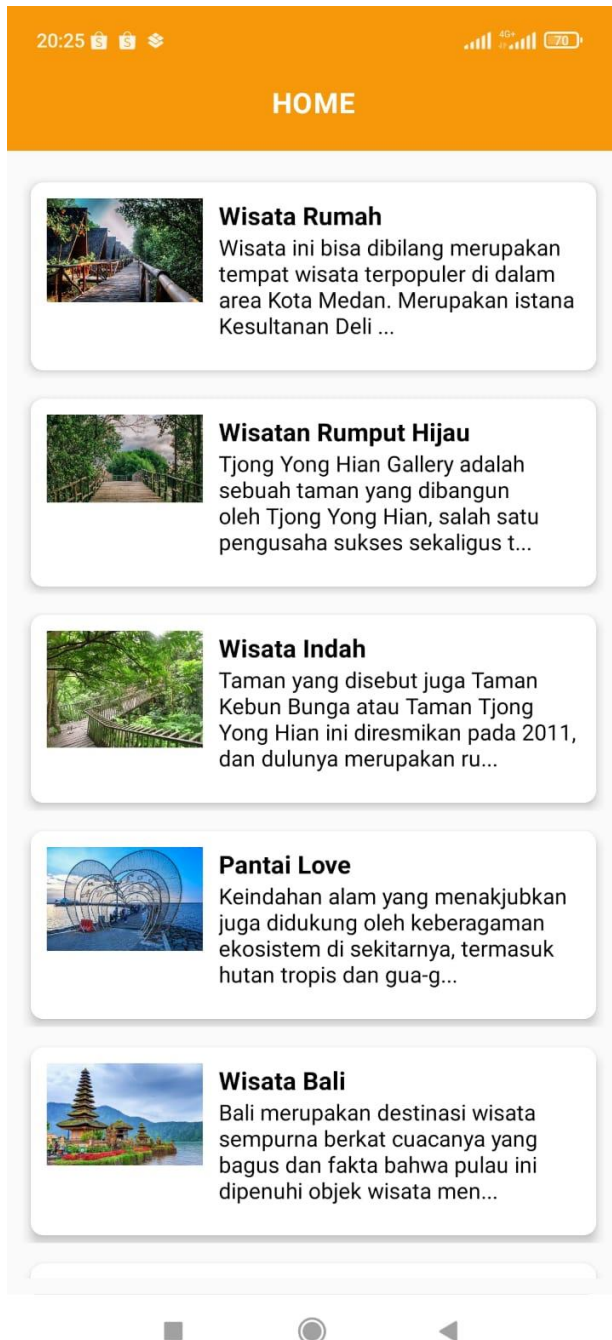 20:25
4G+
70
HOME
Wisata Rumah
Wisata ini bisa dibilang merupakan
tempat wisata terpopuler di dalam
area Kota Medan. Merupakan istana
Kesultanan Deli ...
Wisatan Rumput Hijau
Tjong Yong Hian Gallery adalah
sebuah taman yang dibangun
oleh Tjong Yong Hian, salah satu
pengusaha sukses sekaligus t...
Wisata Indah
Taman yang disebut juga Taman
Kebun Bunga atau Taman Tjong
Yong Hian ini diresmikan pada 2011,
dan dulunya merupakan ru...
Pantai Love
Keindahan alam yang menakjubkan
juga didukung oleh keberagaman
ekosistem di sekitarnya, termasuk
hutan tropis dan gua-g...
Wisata Bali
Bali merupakan destinasi wisata
sempurna berkat cuacanya yang
bagus dan fakta bahwa pulau ini
dipenuhi objek wisata men...